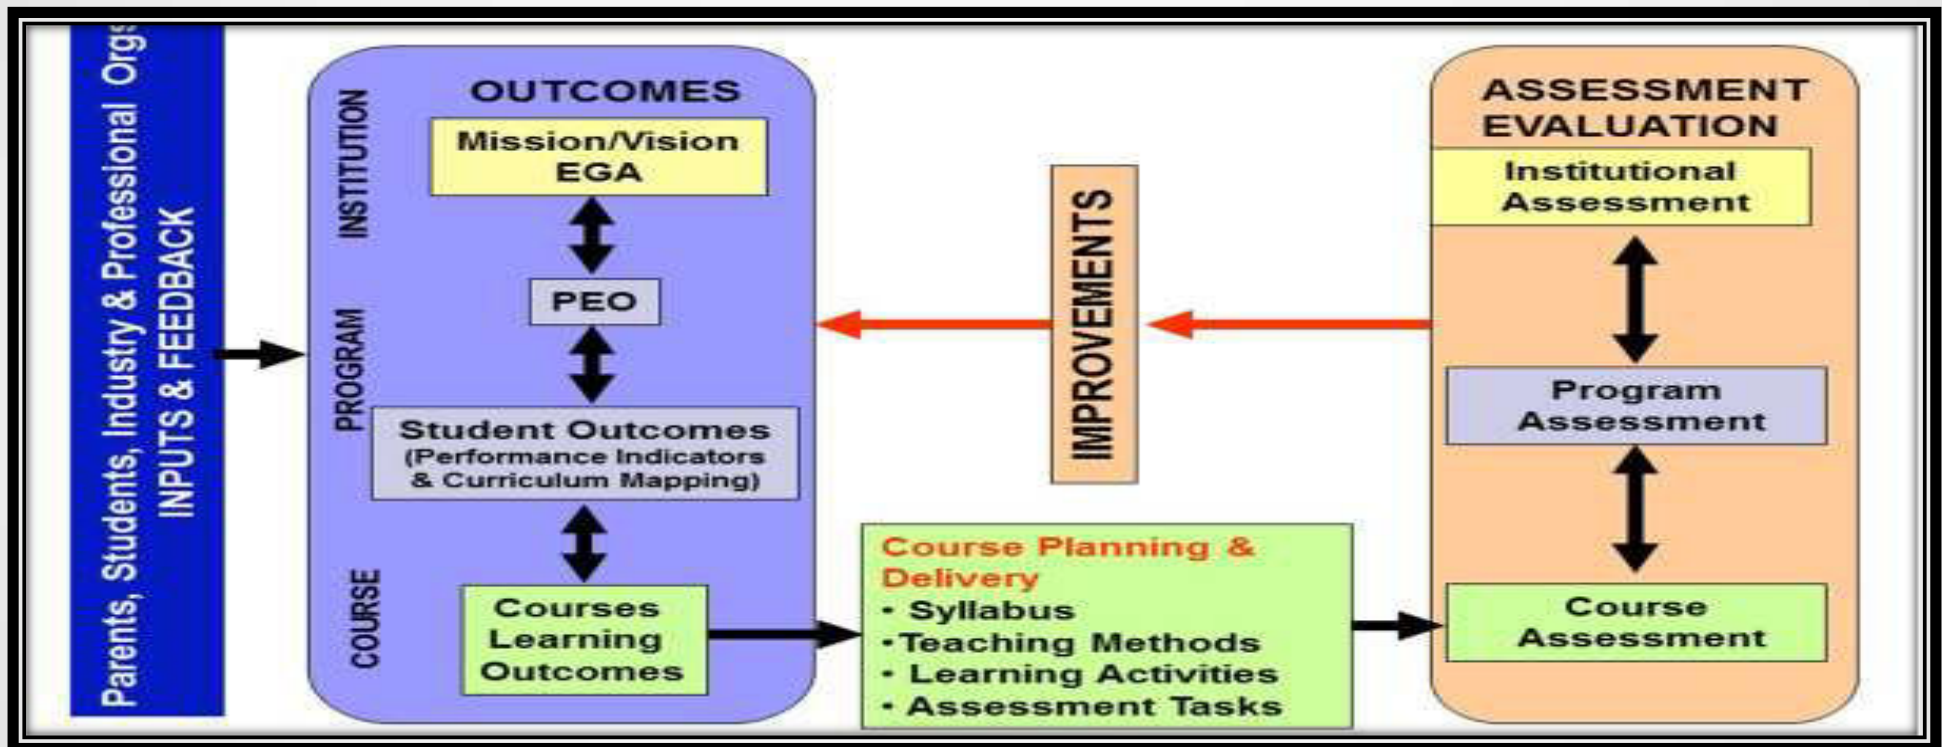 Parents, Students, Industry & Professional Orgs
INPUTS & FEEDBACK
OUTCOMES
INSTITUTION
Mission/Vision
EGA
PROGRAM
PEO
Student Outcomes
(Performance Indicators
& Curriculum Mapping)
COURSE
Courses
Learning
Outcomes
IMPROVEMENTS
Course Planning &
Delivery
• Syllabus
•Teaching Methods
• Learning Activities
• Assessment Tasks
ASSESSMENT
EVALUATION
Institutional
Assessment
Program
Assessment
Course
Assessment